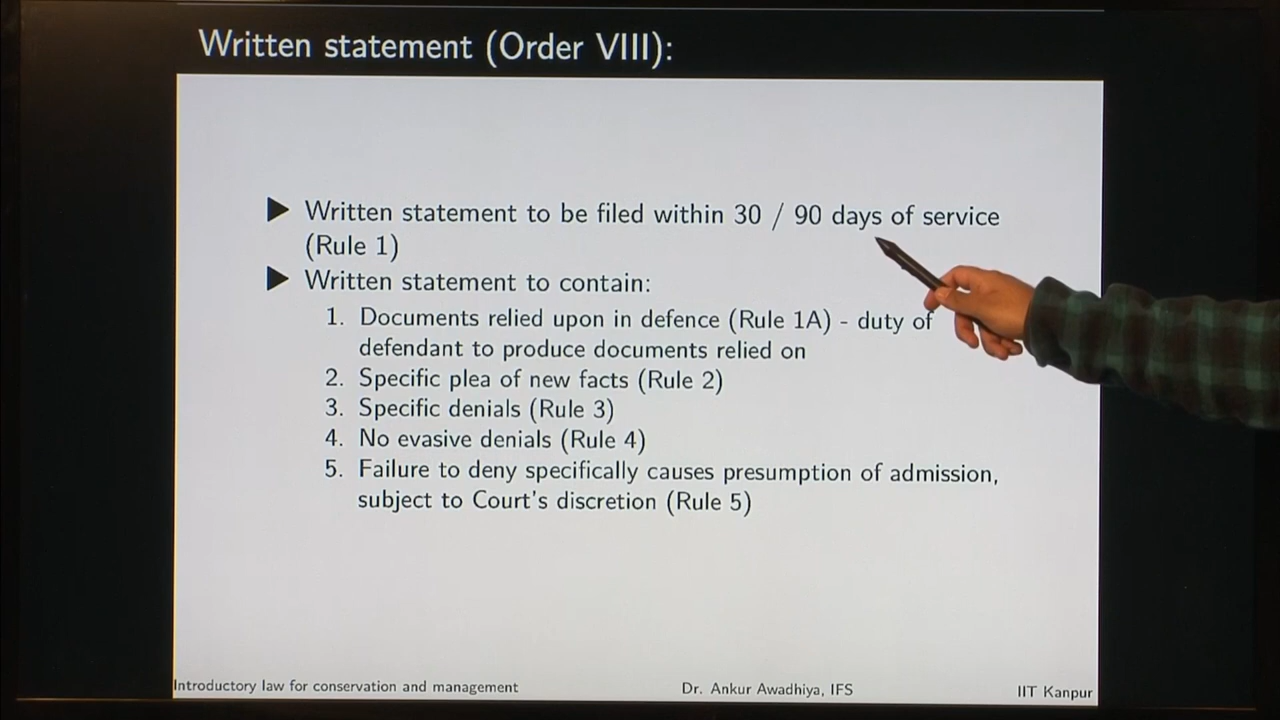 Written statement (Order VIII):
▶ Written statement to be filed within 30 / 90 days of service
(Rule 1)
▶ Written statement to contain:
1. Documents relied upon in defence (Rule 1A) - duty of
defendant to produce documents relied on
2. Specific plea of new facts (Rule 2)
3. Specific denials (Rule 3)
4. No evasive denials (Rule 4)
5. Failure to deny specifically causes presumption of admission,
subject to Court's discretion (Rule 5)
Introductory law for conservation and management Dr. Ankur Awadhiya, IFS IIT Kanpur